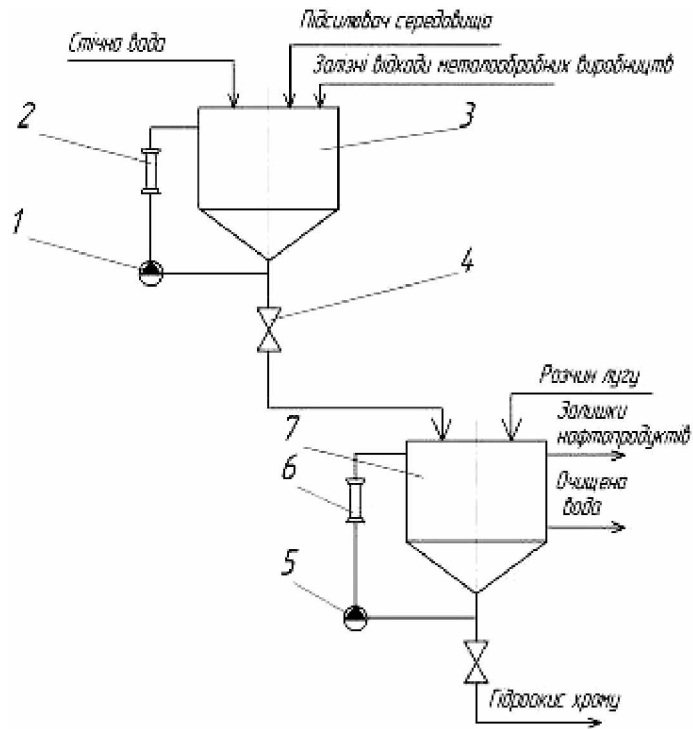 Підсилювач середовища
Стічна вода
Залізні відходи металообробних виробництв
2
3
1
4
Розчин лугу
Залишки
нафтопродуктів
7
6
Очищена
вода
5
Гідроокис хрому